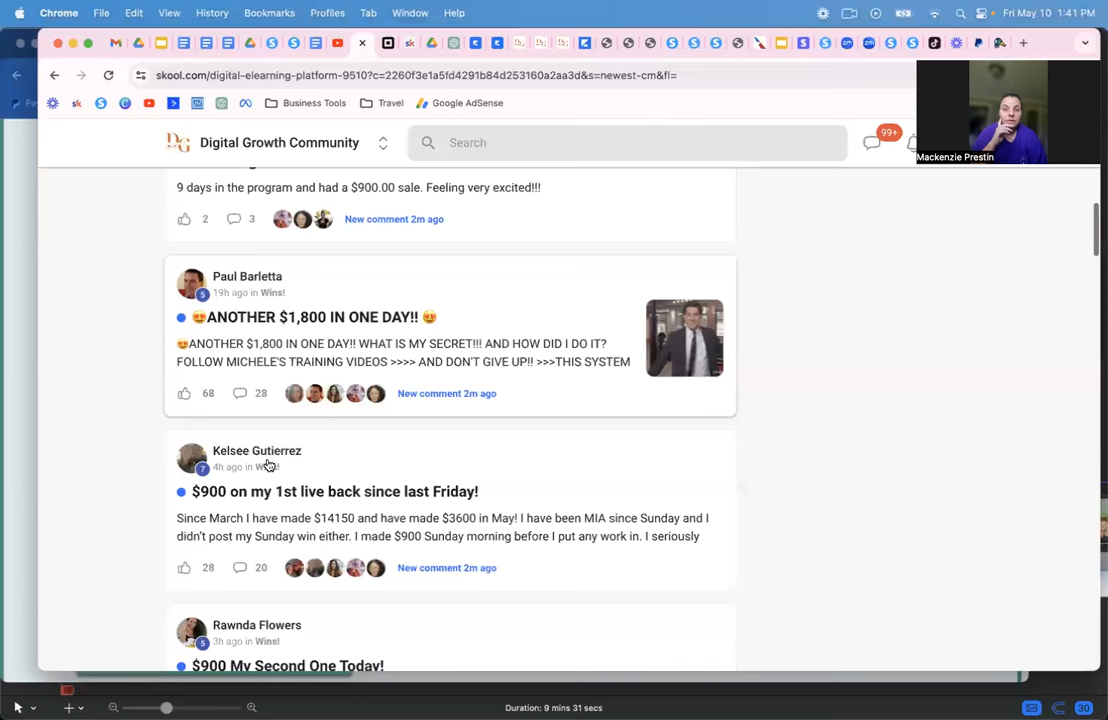 Chrome File Edit View History Bookmarks Profiles Tab Window Help
Fri May 10 1:41 PM
skool.com/digital-elearning-platform-9510?c=2260f3e1a5fd4291b84d253160a2aa3d&s=newest-cm&fl=
Business Tools Travel Google AdSense
Mackenzie Prestin
Digital Growth Community
Search
99+
9 days in the program and had a $900.00 sale. Feeling very excited!!!
2 3 New comment 2m ago
Paul Barletta
5 19h ago in Wins!
ANOTHER $1,800 IN ONE DAY!!
ANOTHER $1,800 IN ONE DAY!! WHAT IS MY SECRET!!! AND HOW DID I DO IT?
FOLLOW MICHELE'S TRAINING VIDEOS >>>> AND DON'T GIVE UP!! >>>THIS SYSTEM
68 28 New comment 2m ago
Kelsee Gutierrez
7 4h ago in
$900 on my 1st live back since last Friday!
Since March I have made $14150 and have made $3600 in May! I have been MIA since Sunday and I
didn't post my Sunday win either. I made $900 Sunday morning before I put any work in. I seriously
28 20 New comment 2m ago
Rawnda Flowers
5 3h ago in Wins!
$900 My Second One Today!
Duration: 9 mins 31 secs
30